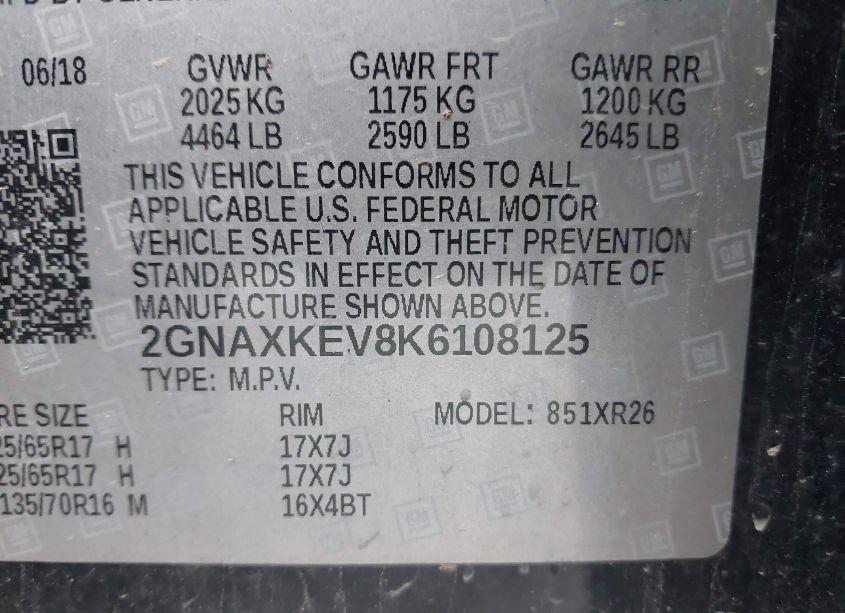 06/18 GVWR GAWR FRT GAWR RR
2025 KG 1175 KG 1200 KG
4464 LB 2590 LB 2645 LB
THIS VEHICLE CONFORMS TO ALL
APPLICABLE U.S. FEDERAL MOTOR
VEHICLE SAFETY AND THEFT PREVENTION
STANDARDS IN EFFECT ON THE DATE OF
MANUFACTURE SHOWN ABOVE.
2GNAXKEV8K6108125
TYPE: M.P.V.
RE SIZE RIM MODEL: 851XR26
25/65R17 H 17X7J
25/65R17 H 17X7J
135/70R16 M 16X4BT